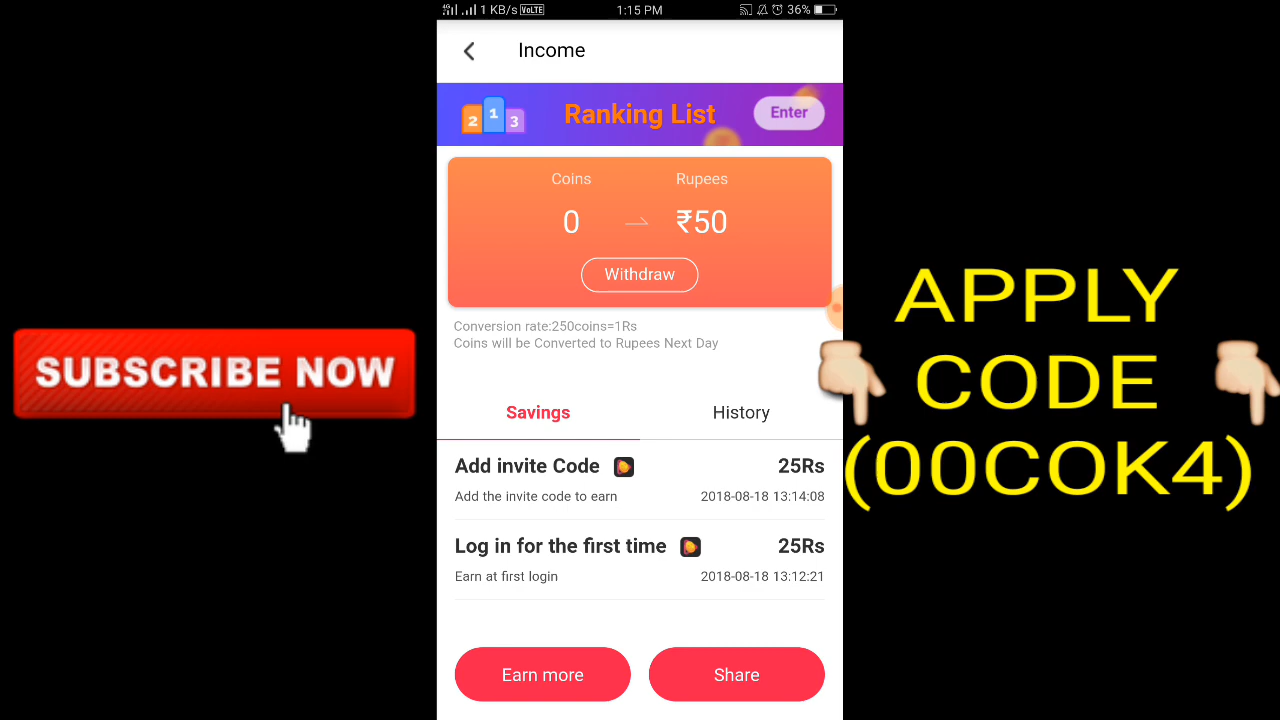 1 KB/s VoLTE 1:15 PM 36%
Income
2 1 3 Ranking List Enter
Coins Rupees
0 ₹50
Withdraw
Conversion rate:250coins=1Rs
Coins will be Converted to Rupees Next Day
Savings History
Add invite Code 25Rs
Add the invite code to earn 2018-08-18 13:14:08
Log in for the first time 25Rs
Earn at first login 2018-08-18 13:12:21
Earn more Share
SUBSCRIBE NOW
APPLY
CODE
(00COK4)